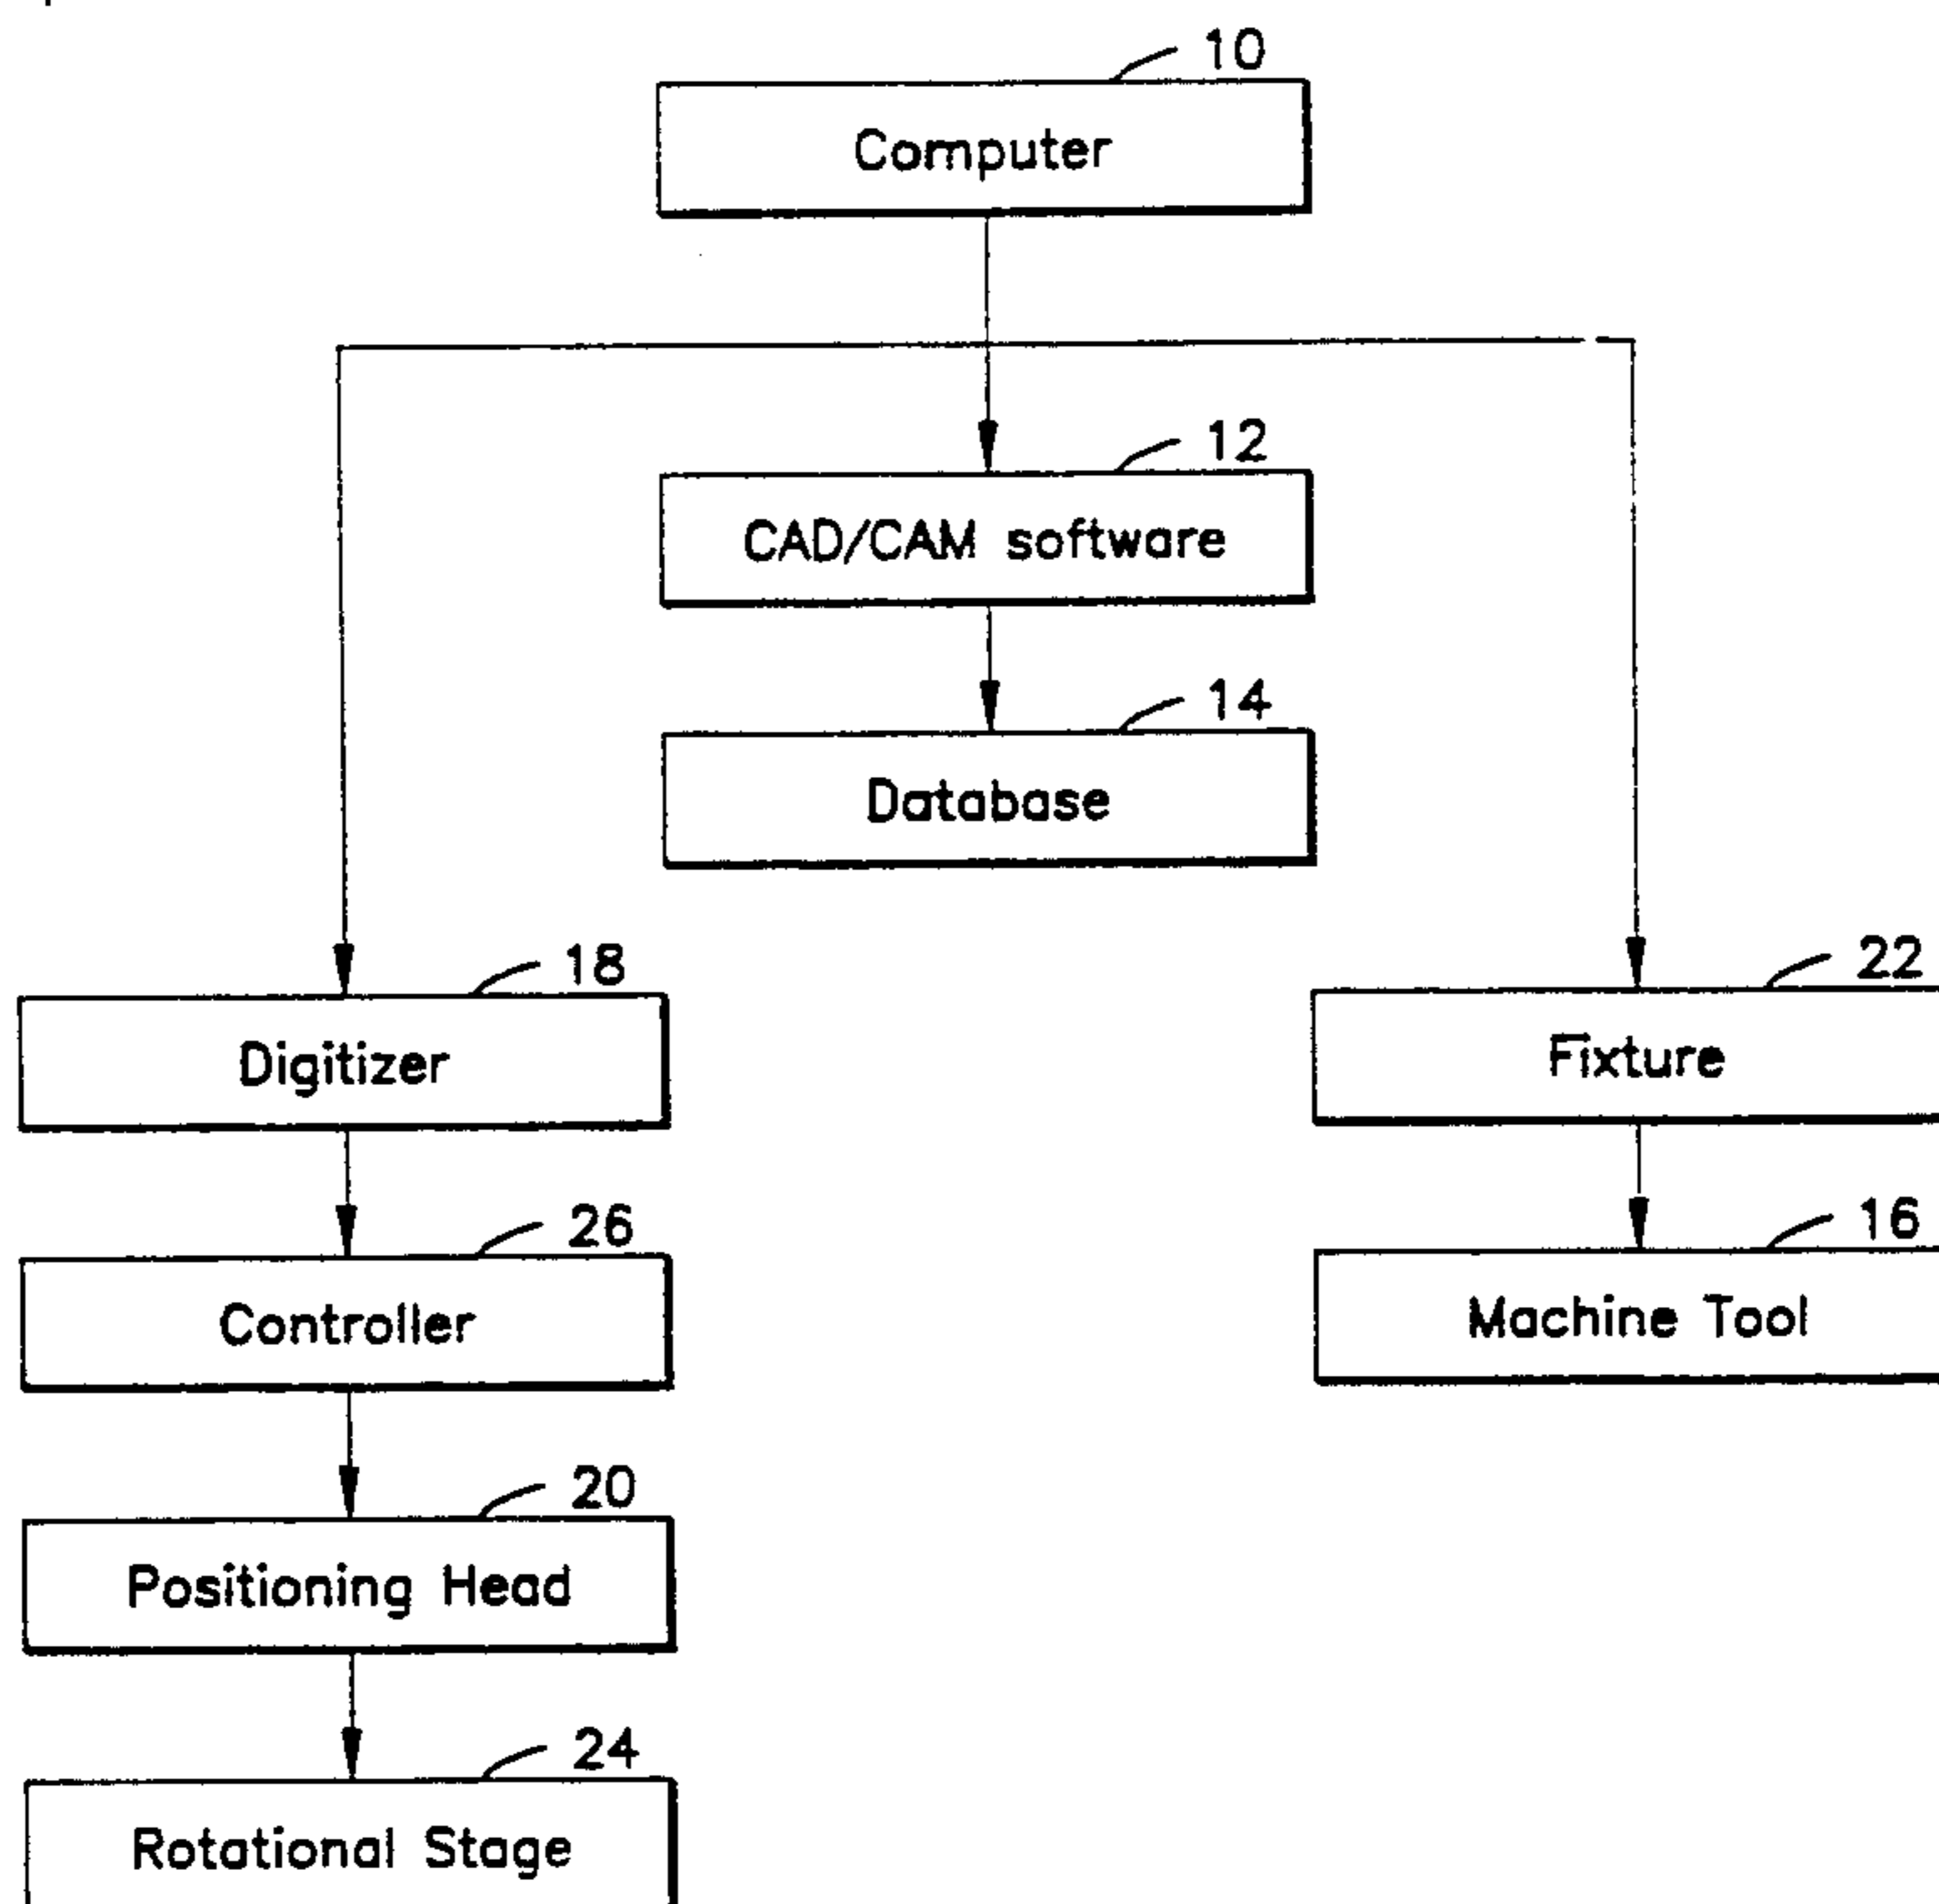 10
Computer
12
CAD/CAM software
14
Database
18
Digitizer
22
Fixture
26
Controller
16
Machine Tool
20
Positioning Head
24
Rotational Stage